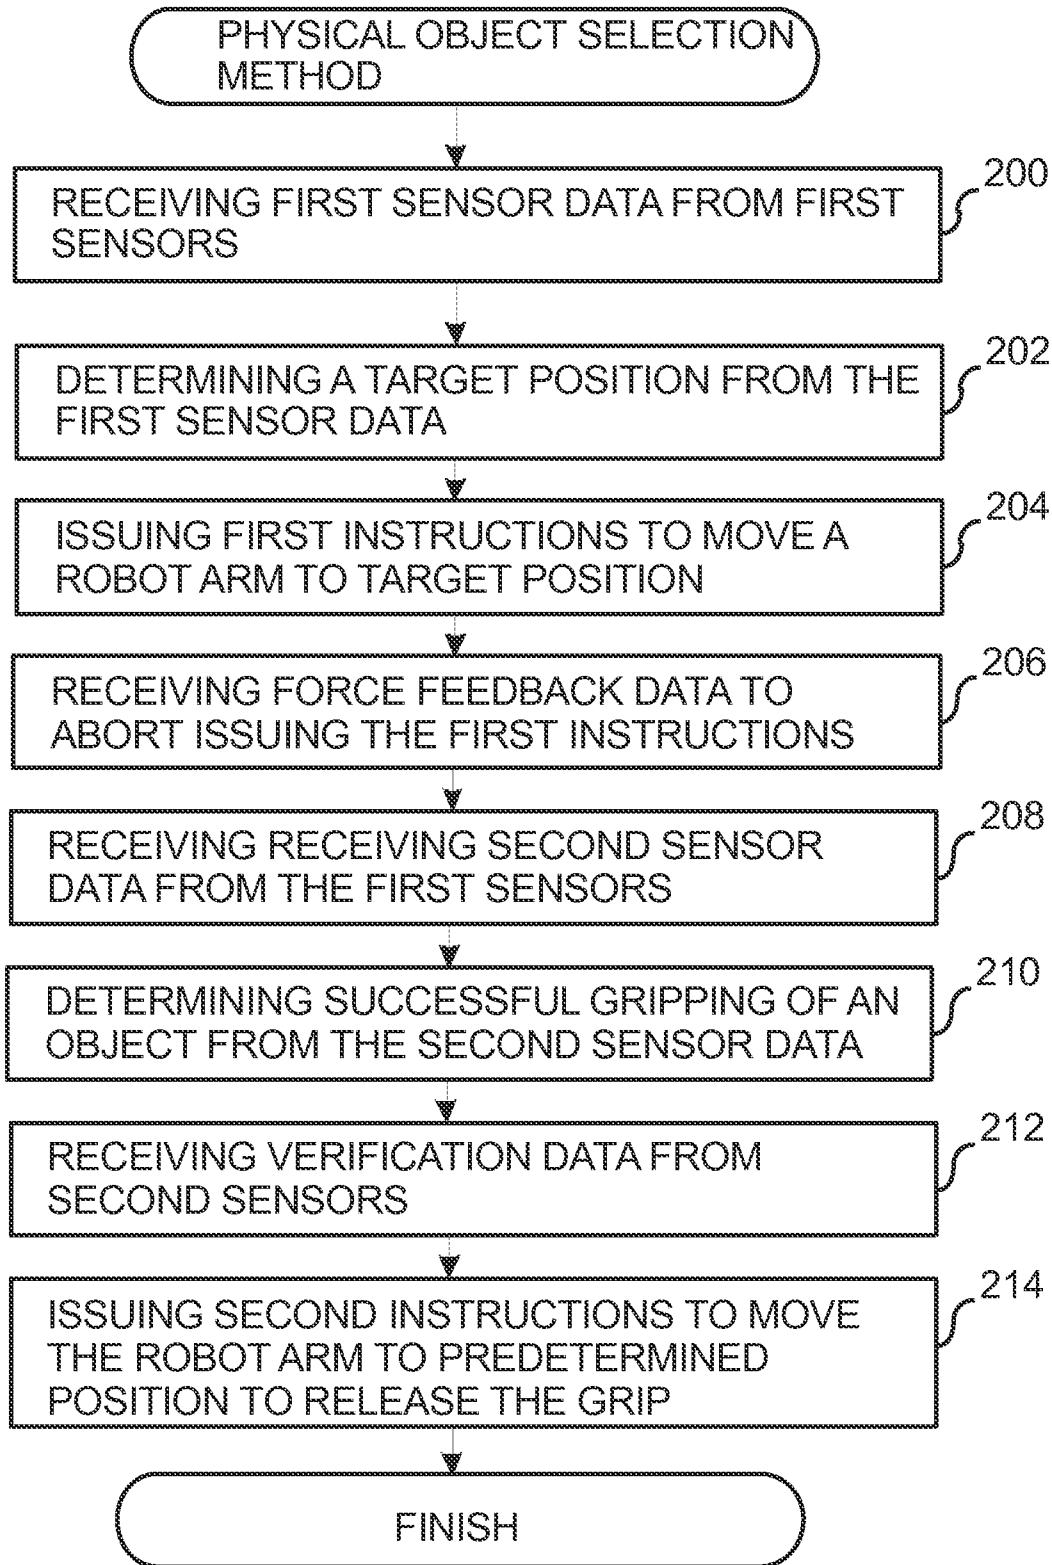 PHYSICAL OBJECT SELECTION
METHOD
200
RECEIVING FIRST SENSOR DATA FROM FIRST
SENSORS
202
DETERMINING A TARGET POSITION FROM THE
FIRST SENSOR DATA
204
ISSUING FIRST INSTRUCTIONS TO MOVE A
ROBOT ARM TO TARGET POSITION
206
RECEIVING FORCE FEEDBACK DATA TO
ABORT ISSUING THE FIRST INSTRUCTIONS
208
RECEIVING RECEIVING SECOND SENSOR
DATA FROM THE FIRST SENSORS
210
DETERMINING SUCCESSFUL GRIPPING OF AN
OBJECT FROM THE SECOND SENSOR DATA
212
RECEIVING VERIFICATION DATA FROM
SECOND SENSORS
214
ISSUING SECOND INSTRUCTIONS TO MOVE
THE ROBOT ARM TO PREDETERMINED
POSITION TO RELEASE THE GRIP
FINISH